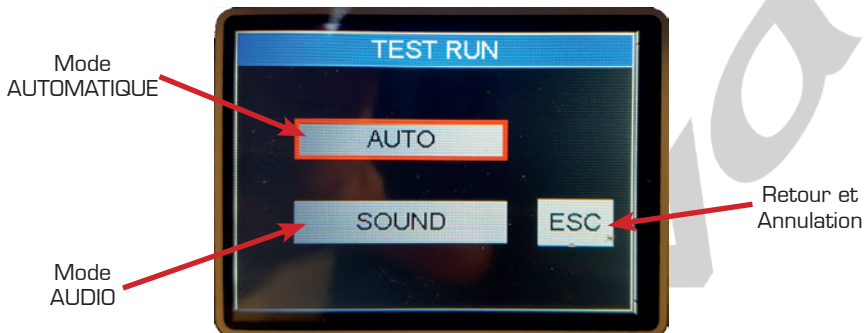 TEST RUN
Mode
AUTOMATIQUE
AUTO
SOUND
ESC
Retour et
Annulation
Mode
AUDIO